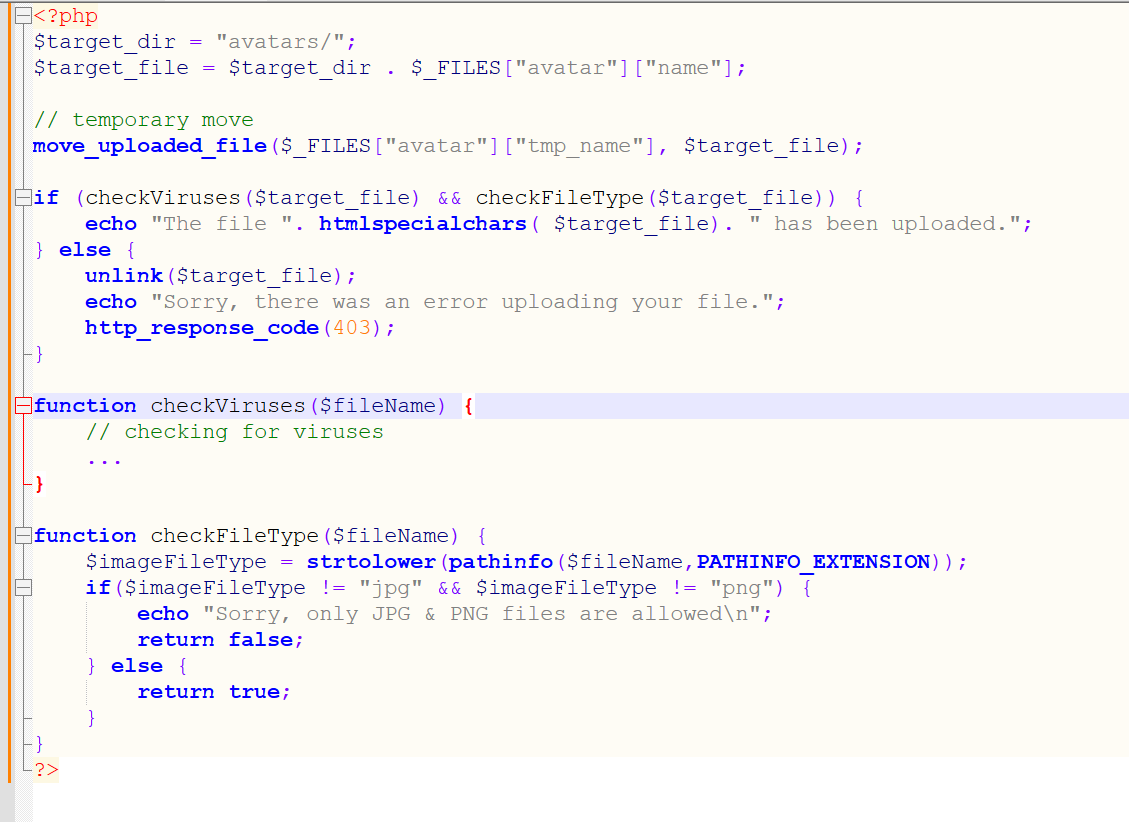 <?php
$target_dir = "avatars/";
$target_file = $target_dir . $_FILES["avatar"]["name"];
// temporary move
move_uploaded_file($_FILES["avatar"]["tmp_name"], $target_file);
if (checkViruses($target_file) && checkFileType($target_file)) {
    echo "The file ". htmlspecialchars( $target_file). " has been uploaded.";
} else {
    unlink($target_file);
    echo "Sorry, there was an error uploading your file.";
    http_response_code(403);
}
function checkViruses($fileName) {
    // checking for viruses
    ...
}
function checkFileType($fileName) {
    $imageFileType = strtolower(pathinfo($fileName,PATHINFO_EXTENSION));
    if($imageFileType != "jpg" && $imageFileType != "png") {
        echo "Sorry, only JPG & PNG files are allowed\n";
        return false;
    } else {
        return true;
    }
}
?>